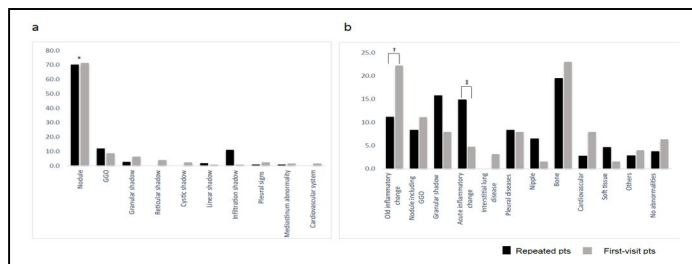 a
80.0
70.0
60.0
50.0
40.0
30.0
20.0
10.0
0.0
*
Nodule
GGO
Granular shadow
Reticular shadow
Cystic shadow
Linear shadow
Infiltration shadow
Pleural signs
Mediastinum abnormality
Cardiovascular system
b
25.0
20.0
15.0
10.0
5.0
0.0
†
‡
Old inflammatory
change
Nodule including
GGO
Granular shadow
Acute inflammatory
change
Interstitial lung
disease
Pleural diseases
Nipple
Bone
Cardiovascular
Soft tissue
Others
No abnormalities
Repeated pts
First-visit pts